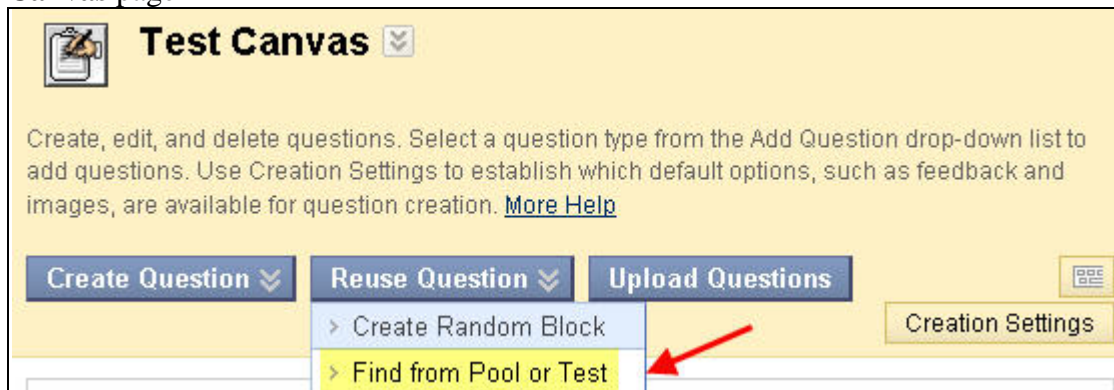 Test Canvas
Create, edit, and delete questions. Select a question type from the Add Question drop-down list to
add questions. Use Creation Settings to establish which default options, such as feedback and
images, are available for question creation. More Help
Create Question Reuse Question Upload Questions
Creation Settings
> Create Random Block
> Find from Pool or Test